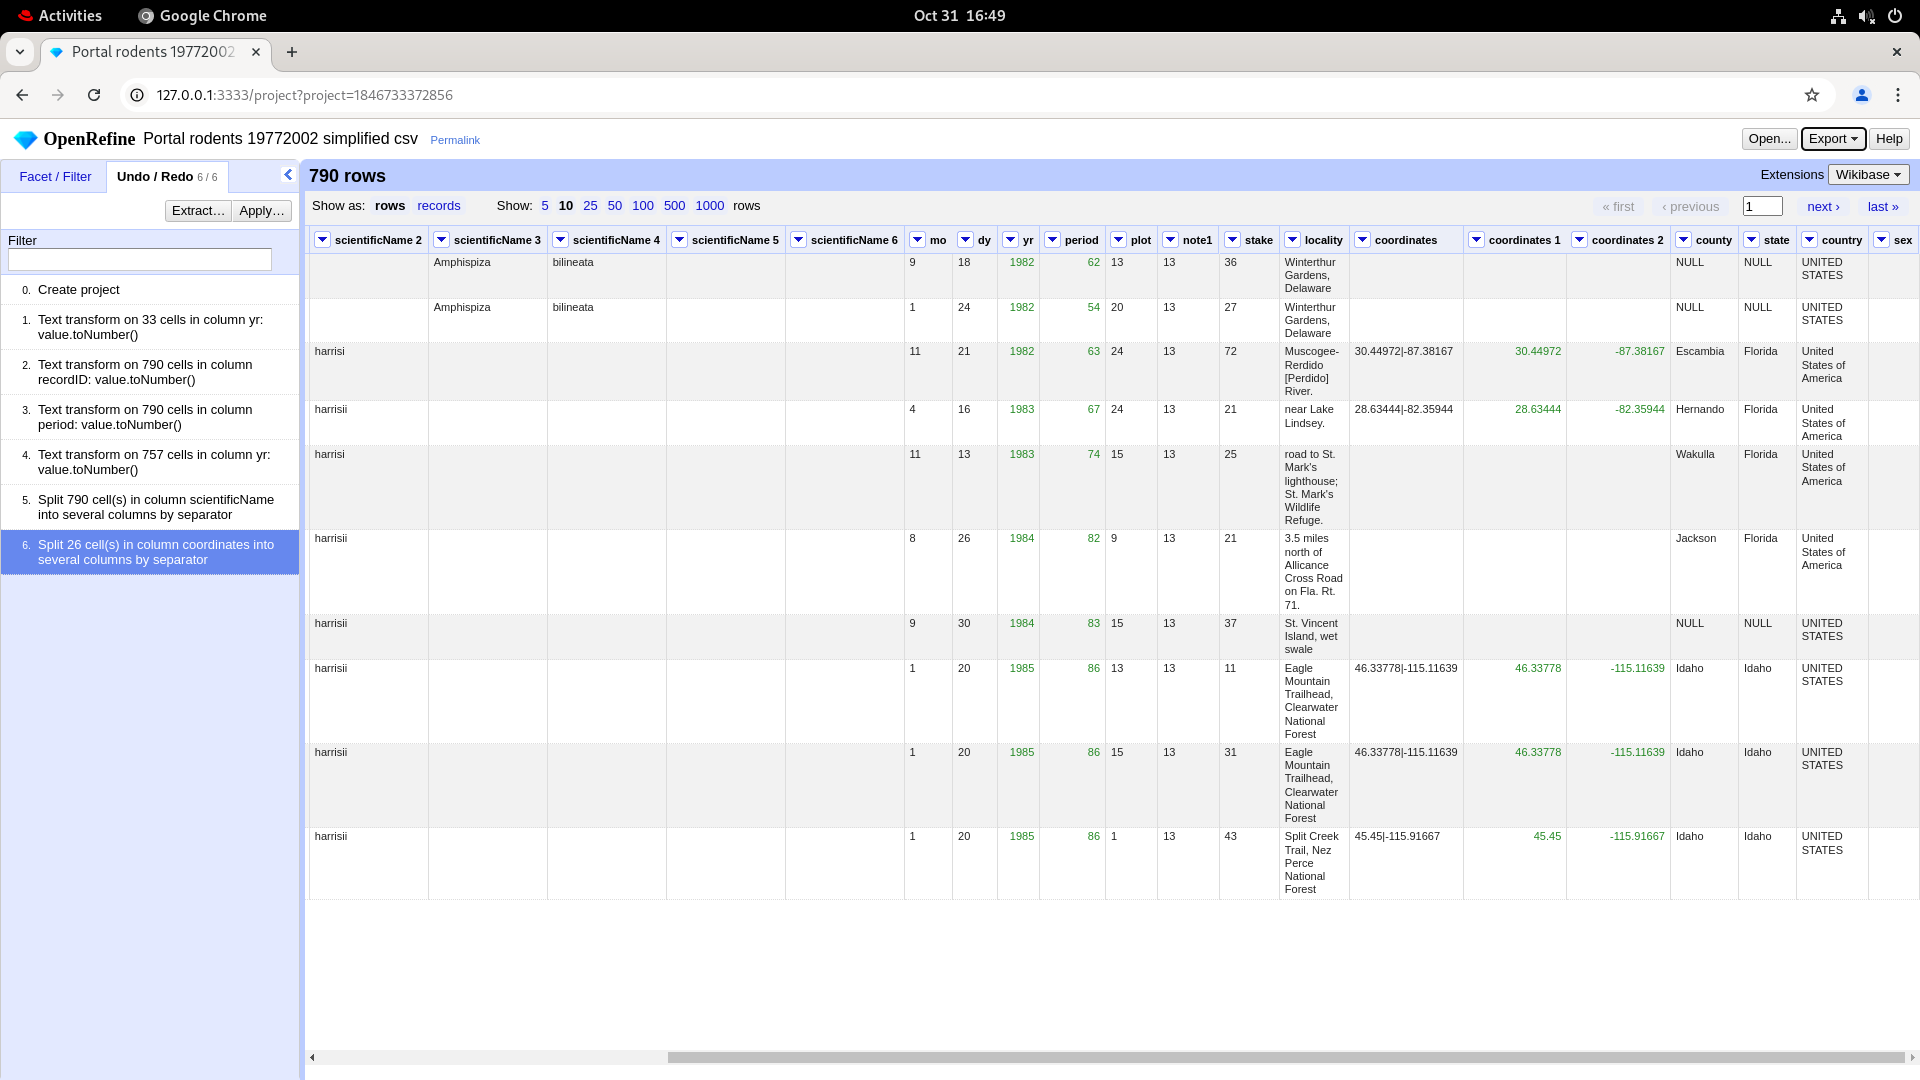 Activities
Google Chrome
Oct 31 16:49
Portal rodents 19772002
127.0.0.1:3333/project?project=1846733372856
OpenRefine Portal rodents 19772002 simplified csv Permalink
Open... Export Help
Facet / Filter Undo / Redo 6 / 6
Extract... Apply...
Filter
0. Create project
1. Text transform on 33 cells in column yr:
value.toNumber()
2. Text transform on 790 cells in column
recordID: value.toNumber()
3. Text transform on 790 cells in column
period: value.toNumber()
4. Text transform on 757 cells in column yr:
value.toNumber()
5. Split 790 cell(s) in column scientificName
into several columns by separator
6. Split 26 cell(s) in column coordinates into
several columns by separator
790 rows
Extensions Wikibase
Show as: rows records Show: 5 10 25 50 100 500 1000 rows
« first ‹ previous 1 next › last »
scientificName 2 scientificName 3 scientificName 4 scientificName 5 scientificName 6 mo dy yr period plot note1 stake locality coordinates coordinates 1 coordinates 2 county state country sex
Amphispiza bilineata 9 18 1982 62 13 13 36 Winterthur NULL NULL UNITED
Gardens, STATES
Delaware
Amphispiza bilineata 1 24 1982 54 20 13 27 Winterthur NULL NULL UNITED
Gardens, STATES
Delaware
harrisi 11 21 1982 63 24 13 72 Muscogee- 30.44972|-87.38167 30.44972 -87.38167 Escambia Florida United
Rerdido States of
[Perdido] America
River.
harrisii 4 16 1983 67 24 13 21 near Lake 28.63444|-82.35944 28.63444 -82.35944 Hernando Florida United
Lindsey. States of
America
harrisi 11 13 1983 74 15 13 25 road to St. Wakulla Florida United
Mark's States of
lighthouse; America
St. Mark's
Wildlife
Refuge.
harrisii 8 26 1984 82 9 13 21 3.5 miles Jackson Florida United
north of States of
Allicance America
Cross Road
on Fla. Rt.
71.
harrisii 9 30 1984 83 15 13 37 St. Vincent NULL NULL UNITED
Island, wet STATES
swale
harrisii 1 20 1985 86 13 13 11 Eagle 46.33778|-115.11639 46.33778 -115.11639 Idaho Idaho UNITED
Mountain STATES
Trailhead,
Clearwater
National
Forest
harrisii 1 20 1985 86 15 13 31 Eagle 46.33778|-115.11639 46.33778 -115.11639 Idaho Idaho UNITED
Mountain STATES
Trailhead,
Clearwater
National
Forest
harrisii 1 20 1985 86 1 13 43 Split Creek 45.45|-115.91667 45.45 -115.91667 Idaho Idaho UNITED
Trail, Nez STATES
Perce
National
Forest